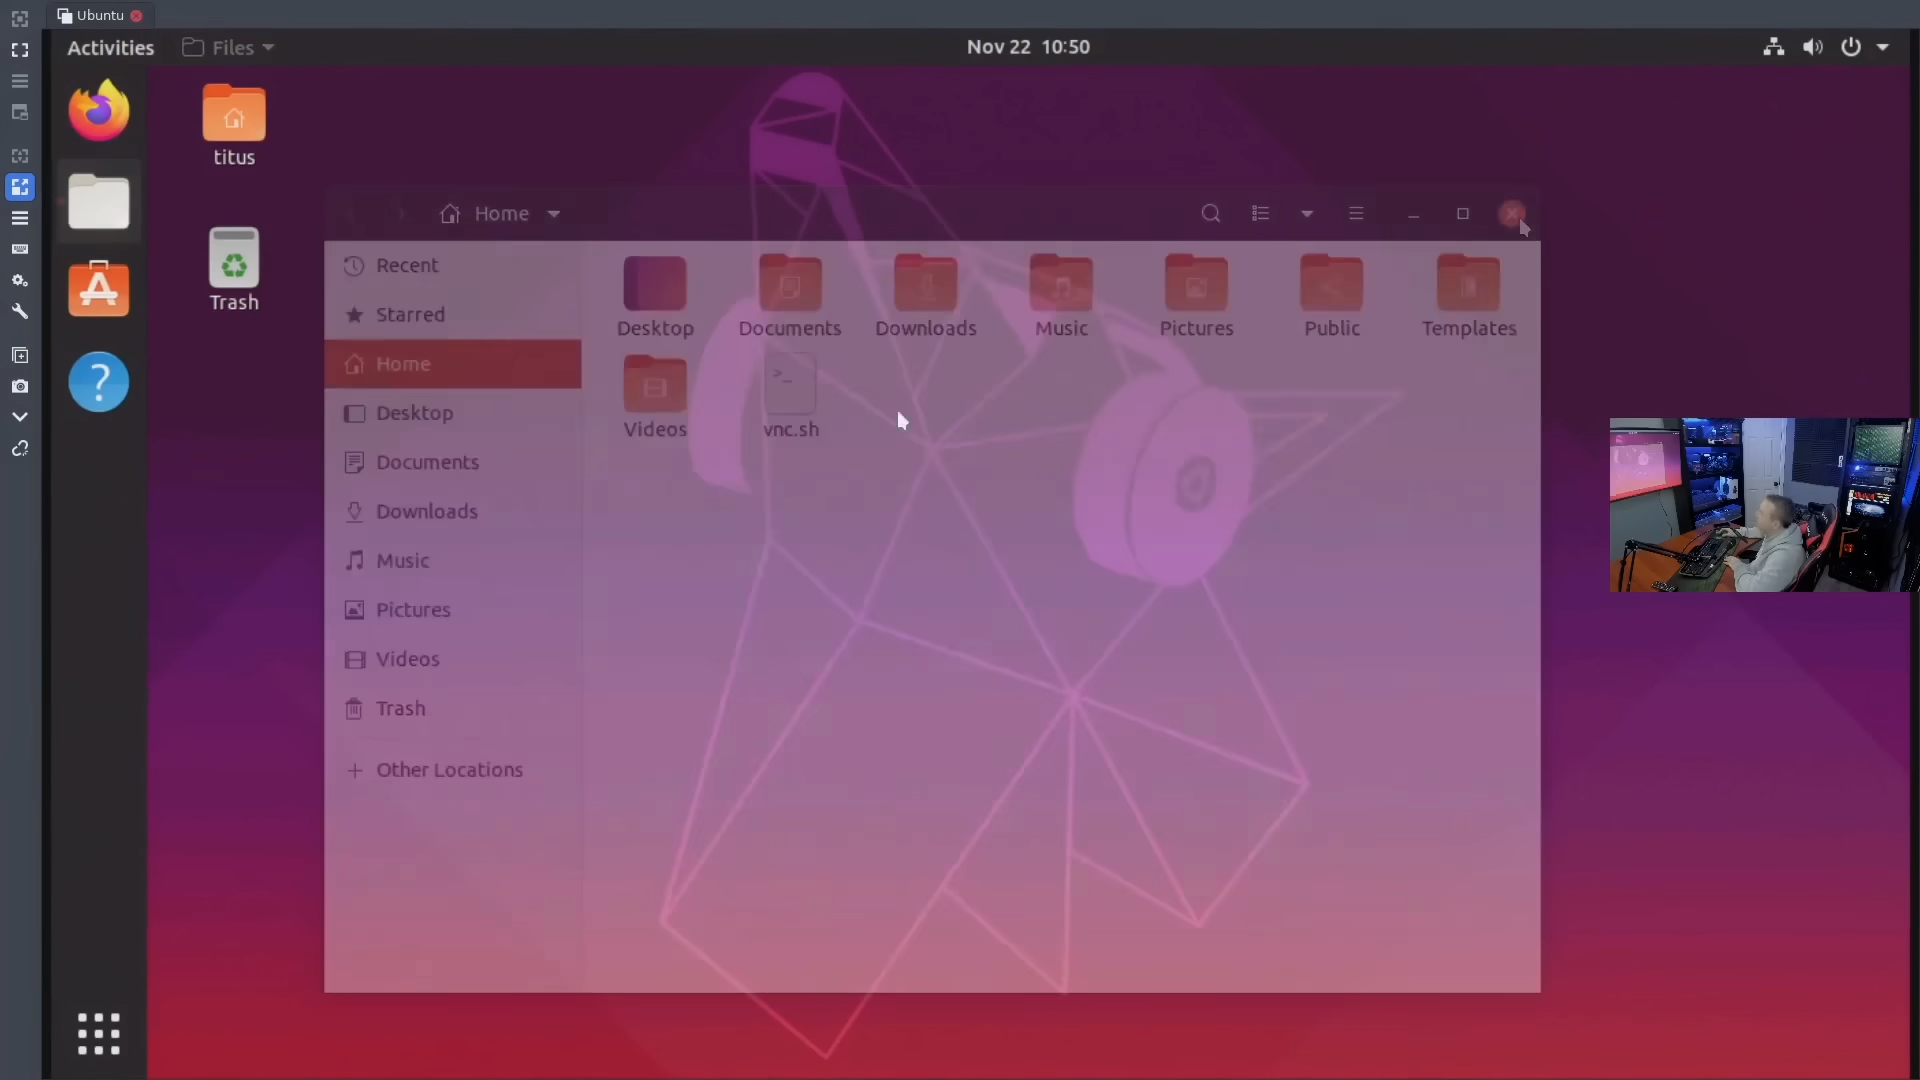 Ubuntu
Activities
Files
Nov 22 10:50
titus
Trash
Home
Recent
Starred
Home
Desktop
Documents
Downloads
Music
Pictures
Videos
Trash
Other Locations
Desktop
Documents
Downloads
Music
Pictures
Public
Templates
Videos
vnc.sh